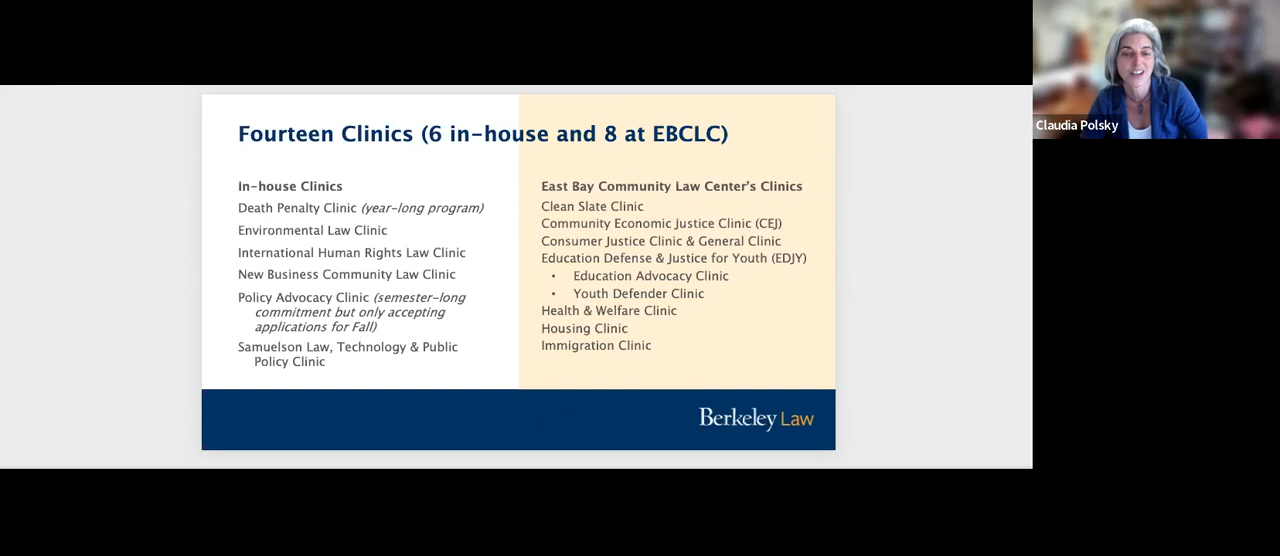 Fourteen Clinics (6 in-house and 8 at EBCLC)
In-house Clinics
Death Penalty Clinic (year-long program)
Environmental Law Clinic
International Human Rights Law Clinic
New Business Community Law Clinic
Policy Advocacy Clinic (semester-long
commitment but only accepting
applications for Fall)
Samuelson Law, Technology & Public
Policy Clinic
East Bay Community Law Center's Clinics
Clean Slate Clinic
Community Economic Justice Clinic (CEJ)
Consumer Justice Clinic & General Clinic
Education Defense & Justice for Youth (EDJY)
• Education Advocacy Clinic
• Youth Defender Clinic
Health & Welfare Clinic
Housing Clinic
Immigration Clinic
Berkeley Law
Claudia Polsky